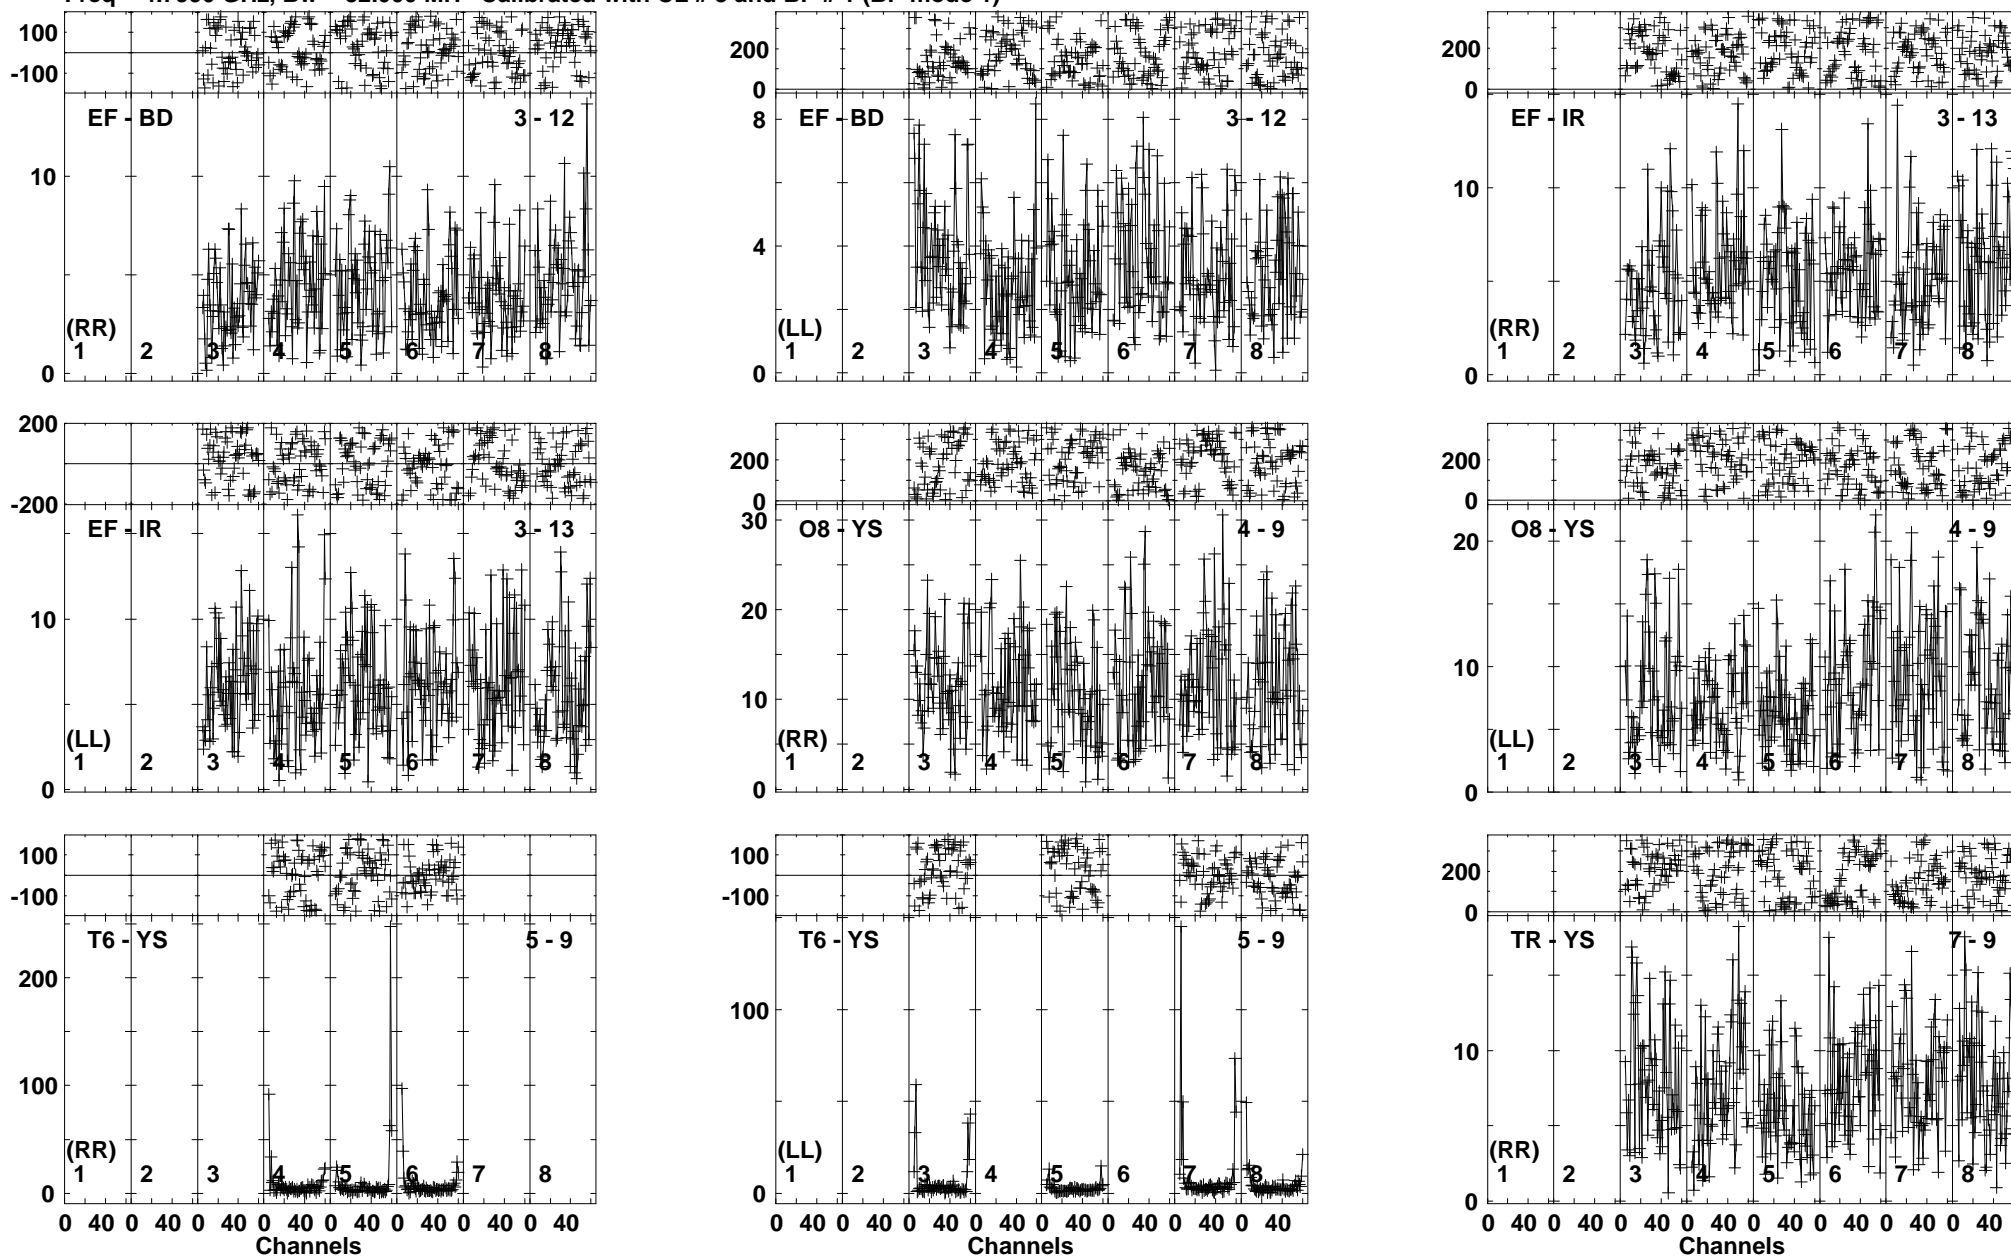 100 200 200
-100 0 0
EF - BD 3 - 12 EF - BD 3 - 12 EF - IR 3 - 13
10 8 4 10
(RR) (LL) (RR)
1 2 3 4 5 6 7 8 1 2 3 4 5 6 7 8 1 2 3 4 5 6 7 8
0 0 0
200 200 200
-200 0 0
EF - IR 3 - 13 O8 - YS 4 - 9 O8 - YS 4 - 9
10 30 20 10 20 10
(LL) (RR) (LL)
1 2 3 4 5 6 7 8 1 2 3 4 5 6 7 8 1 2 3 4 5 6 7 8
0 0 0
100 100 200
-100 -100 0
T6 - YS 5 - 9 T6 - YS 5 - 9 TR - YS 7 - 9
200 100 100 10
(RR) (LL) (RR)
1 2 3 4 5 6 7 8 1 2 3 4 5 6 7 8 1 2 3 4 5 6 7 8
0 0 0
0 40 0 40 0 40 0 40 0 40 0 40 0 40 0 40 0 40 0 40 0 40 0 40 0 40 0 40 0 40 0 40 0 40 0 40 0 40 0 40 0 40 0 40 0 40 0 40
Channels Channels Channels